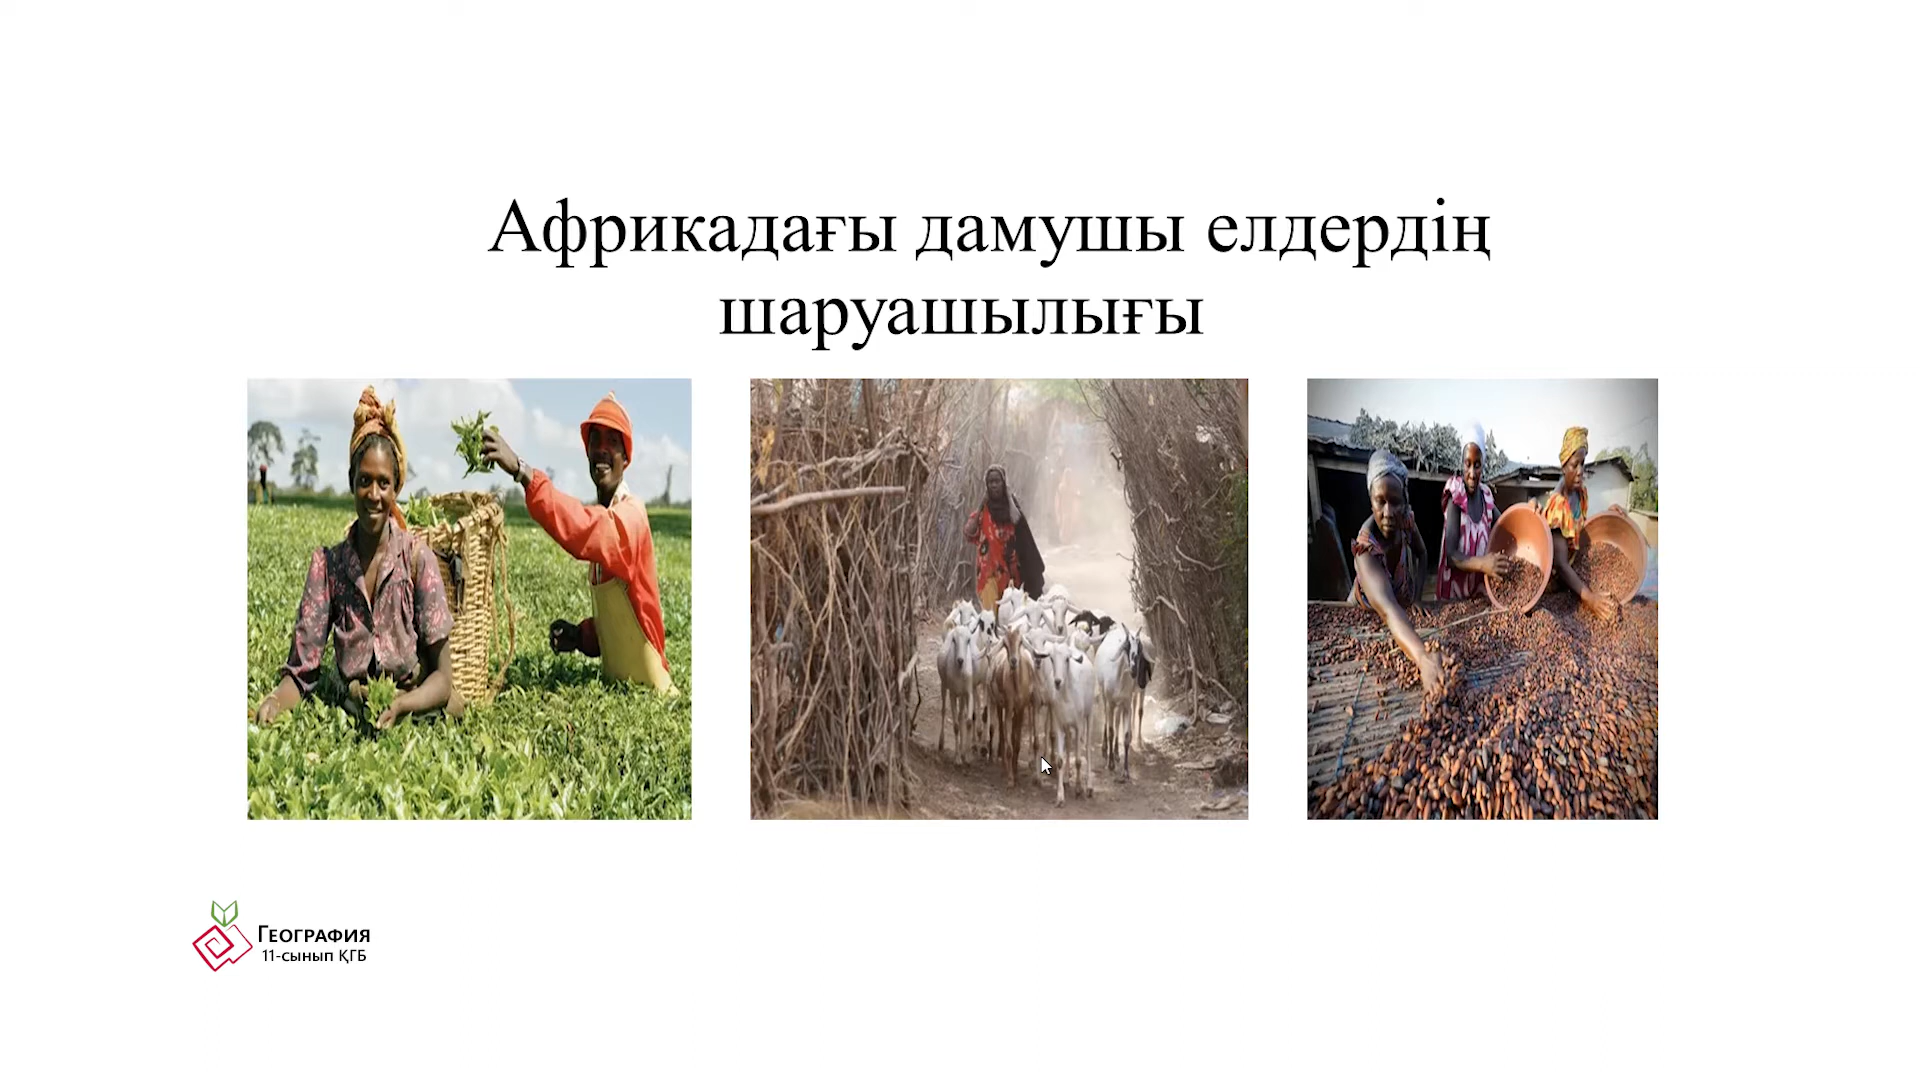 Африкадағы дамушы елдердің
шаруашылығы
География
11-сынып ҚГБ